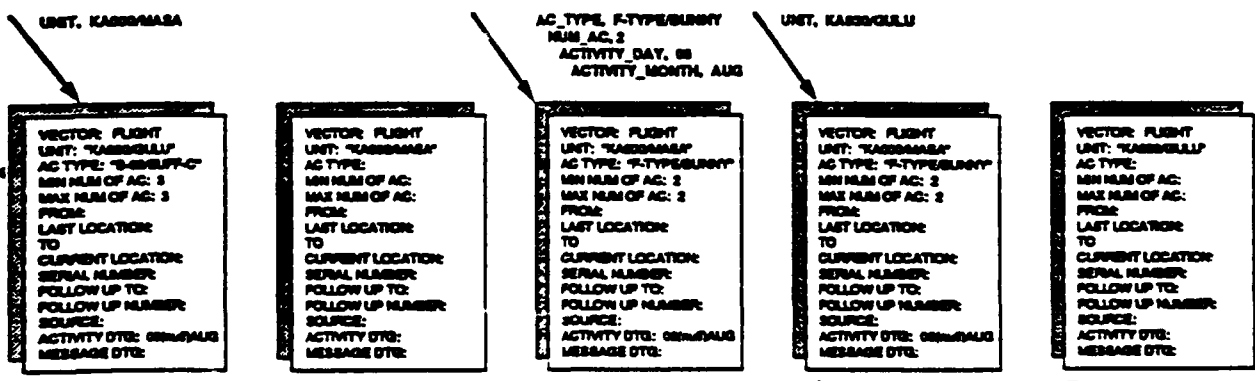 UNIT,
AC_TYPE, F-TYPE/BUNNY
NUM_AC, 2
ACTIVITY_DAY,
ACTIVITY_MONTH, AUG
UNIT,
VECTOR: FLIGHT
UNIT:
AC TYPE:
MIN NUM OF AC: 3
MAX NUM OF AC: 3
FROM:
LAST LOCATION:
TO
CURRENT LOCATION:
SERIAL NUMBER:
FOLLOW UP TO:
FOLLOW UP NUMBER:
SOURCE:
ACTIVITY DTG:
MESSAGE DTG:
VECTOR: FLIGHT
UNIT:
AC TYPE:
MIN NUM OF AC:
MAX NUM OF AC:
FROM:
LAST LOCATION:
TO
CURRENT LOCATION:
SERIAL NUMBER:
FOLLOW UP TO:
FOLLOW UP NUMBER:
SOURCE:
ACTIVITY DTG:
MESSAGE DTG:
VECTOR: FLIGHT
UNIT:
AC TYPE: "F-TYPE/BUNNY"
MIN NUM OF AC: 2
MAX NUM OF AC: 2
FROM:
LAST LOCATION:
TO
CURRENT LOCATION:
SERIAL NUMBER:
FOLLOW UP TO:
FOLLOW UP NUMBER:
SOURCE:
ACTIVITY DTG:
MESSAGE DTG:
VECTOR: FLIGHT
UNIT:
AC TYPE: "F-TYPE/BUNNY"
MIN NUM OF AC: 2
MAX NUM OF AC: 2
FROM:
LAST LOCATION:
TO
CURRENT LOCATION:
SERIAL NUMBER:
FOLLOW UP TO:
FOLLOW UP NUMBER:
SOURCE:
ACTIVITY DTG:
MESSAGE DTG:
VECTOR: FLIGHT
UNIT:
AC TYPE:
MIN NUM OF AC:
MAX NUM OF AC:
FROM:
LAST LOCATION:
TO
CURRENT LOCATION:
SERIAL NUMBER:
FOLLOW UP TO:
FOLLOW UP NUMBER:
SOURCE:
ACTIVITY DTG:
MESSAGE DTG: